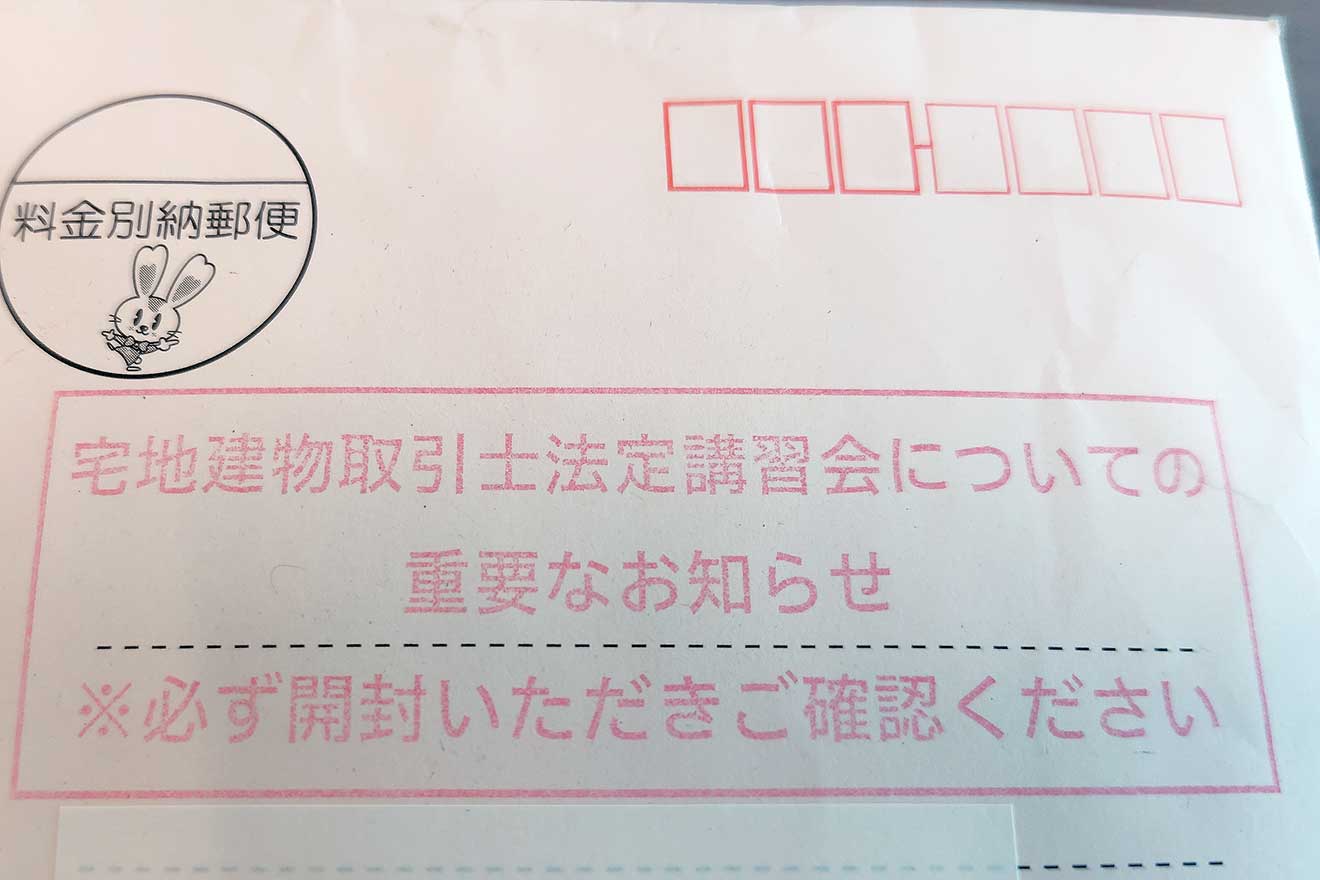 料金別納郵便
宅地建物取引士法定講習会についての
重要なお知らせ
※必ず開封いただきご確認ください